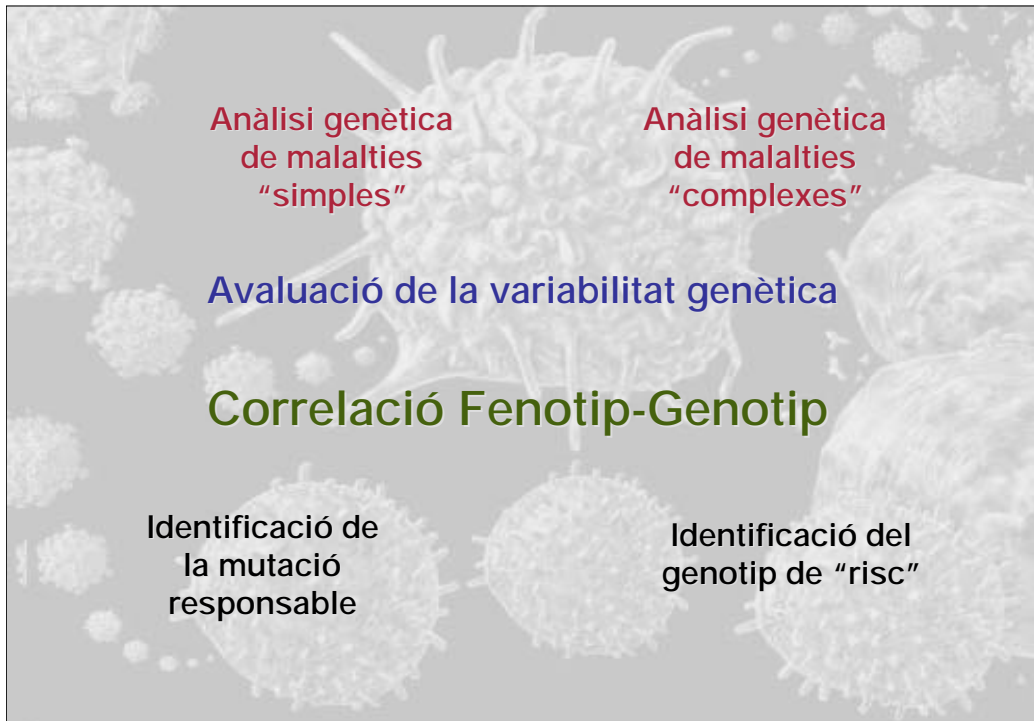 Anàlisi genètica
de malalties
“simples”
Anàlisi genètica
de malalties
“complexes”
Avaluació de la variabilitat genètica
Correlació Fenotip-Genotip
Identificació de
la mutació
responsable
Identificació del
genotip de “risc”